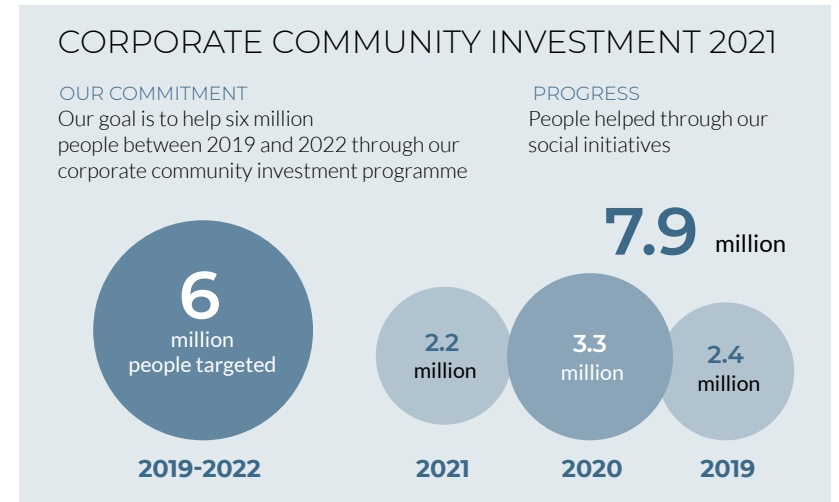 CORPORATE COMMUNITY INVESTMENT 2021
OUR COMMITMENT
Our goal is to help six million
people between 2019 and 2022 through our
corporate community investment programme
PROGRESS
People helped through our
social initiatives
7.9 million
6
million
people targeted
2019-2022
2.2
million
2021
3.3
million
2020
2.4
million
2019